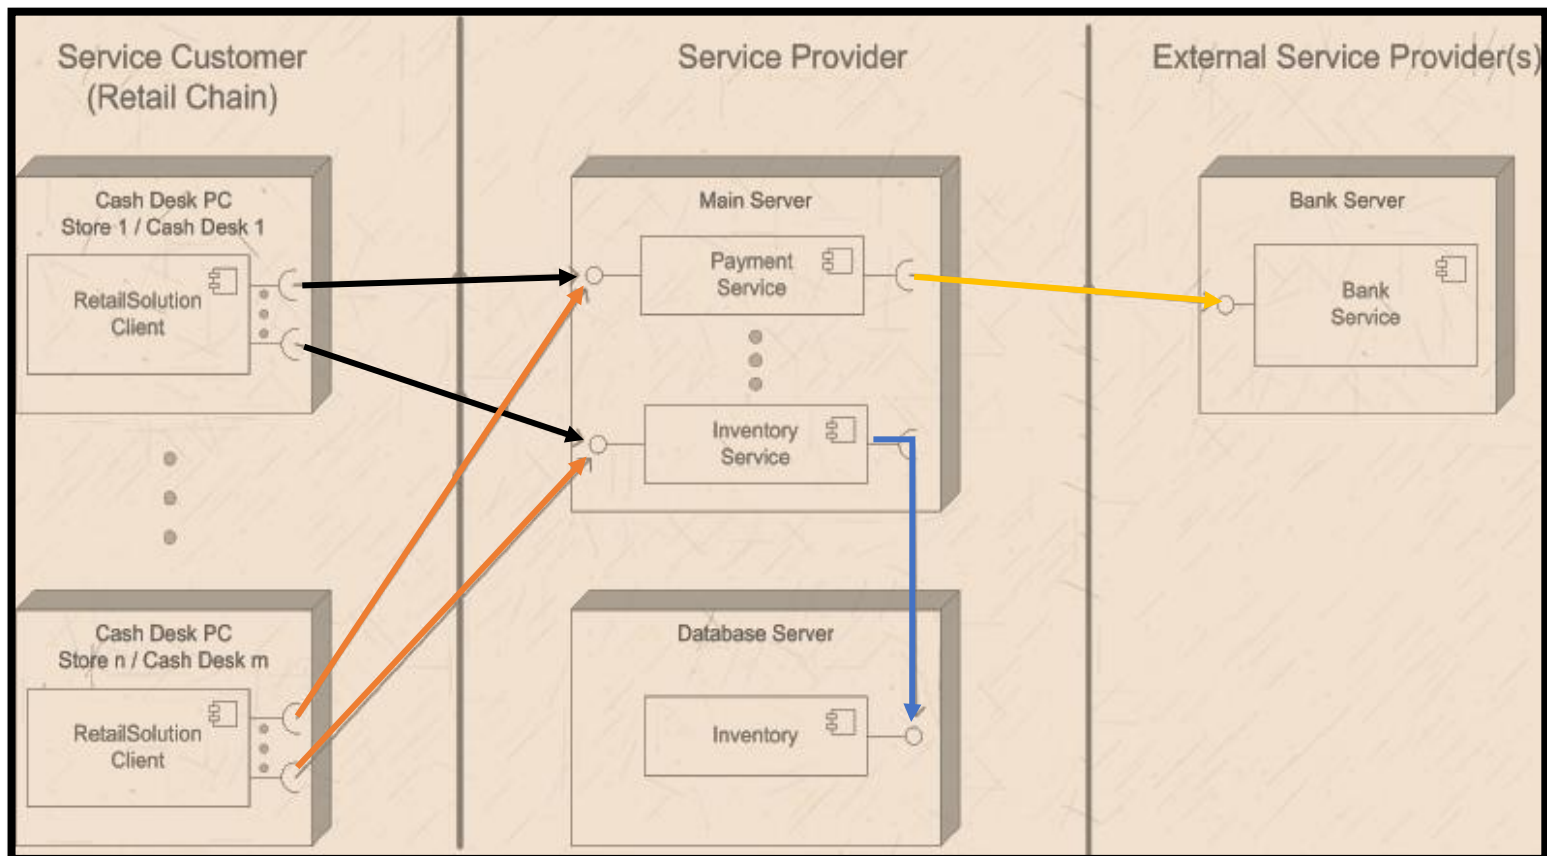 Service Customer
(Retail Chain)
Service Provider
External Service Provider(s)
Cash Desk PC
Store 1 / Cash Desk 1
RetailSolution
Client
Main Server
Payment
Service
Inventory
Service
Bank Server
Bank
Service
Cash Desk PC
Store n / Cash Desk m
RetailSolution
Client
Database Server
Inventory